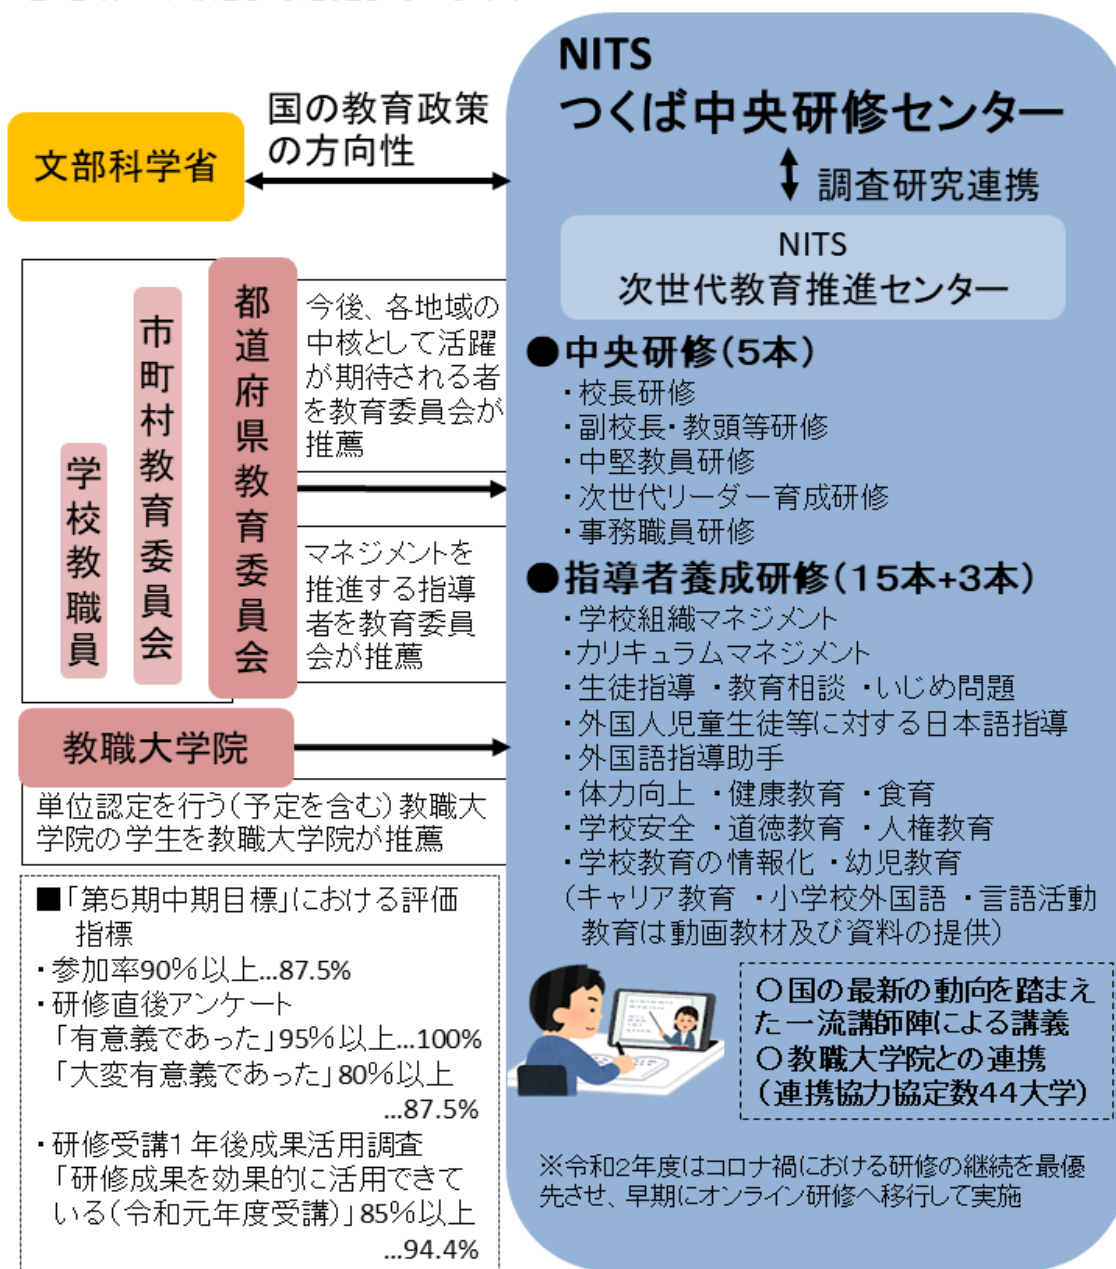 NITS
つくば中央研修センター
国の教育政策
の方向性
文部科学省
調査研究連携
NITS
次世代教育推進センター
都道府県教育委員会
市町村教育委員会
学校教職員
今後、各地域の
中核として活躍
が期待される者
を教育委員会が
推薦
マネジメントを
推進する指導
者を教育委員
会が推薦
教職大学院
単位認定を行う(予定を含む)教職大
学院の学生を教職大学院が推薦
■「第5期中期目標」における評価
指標
・参加率90%以上…87.5%
・研修直後アンケート
「有意義であった」95%以上…100%
「大変有意義であった」80%以上
…87.5%
・研修受講1年後成果活用調査
「研修成果を効果的に活用できて
いる(令和元年度受講)」85%以上
…94.4%
●中央研修(5本)
・校長研修
・副校長・教頭等研修
・中堅教員研修
・次世代リーダー育成研修
・事務職員研修
●指導者養成研修(15本+3本)
・学校組織マネジメント
・カリキュラムマネジメント
・生徒指導 ・教育相談 ・いじめ問題
・外国人児童生徒等に対する日本語指導
・外国語指導助手
・体力向上 ・健康教育 ・食育
・学校安全 ・道徳教育 ・人権教育
・学校教育の情報化 ・幼児教育
(キャリア教育 ・小学校外国語 ・言語活動
教育は動画教材及び資料の提供)
○国の最新の動向を踏まえ
た一流講師陣による講義
○教職大学院との連携
(連携協力協定数44大学)
※令和2年度はコロナ禍における研修の継続を最優
先させ、早期にオンライン研修へ移行して実施